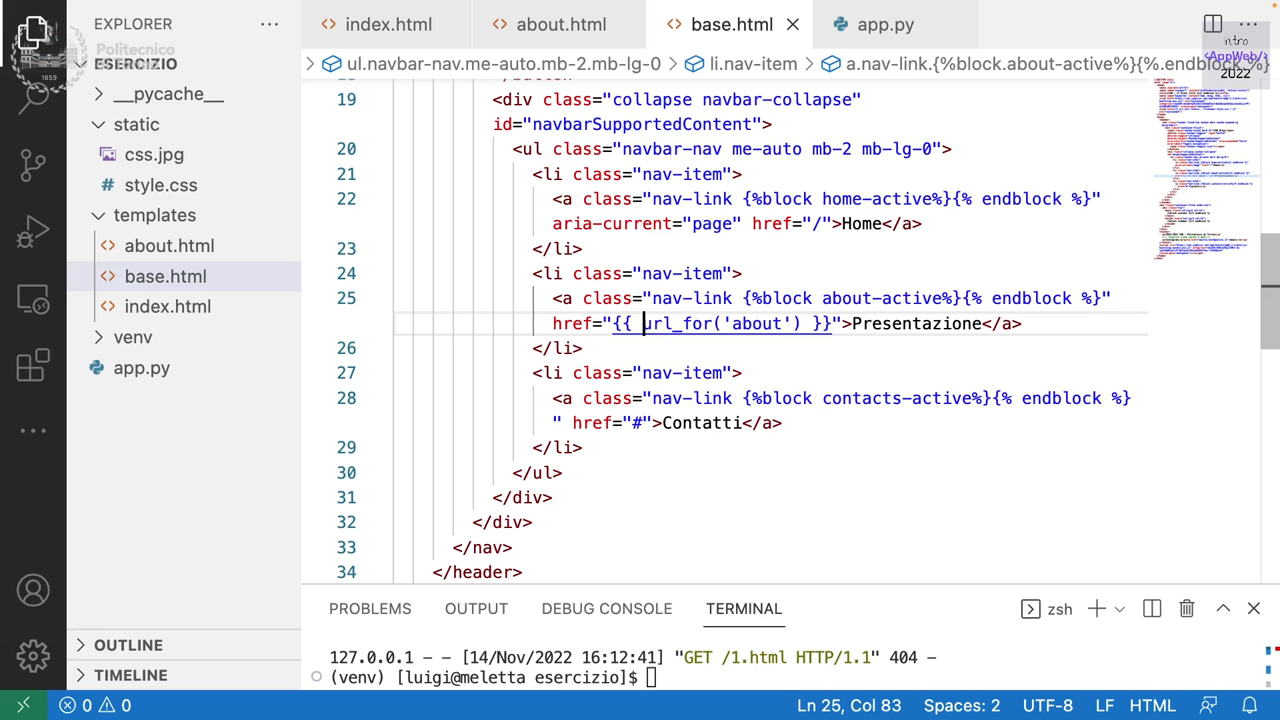 EXPLORER
index.html
about.html
base.html
app.py
Politecnico
ESERCIZIO
ul.navbar-nav.me-auto.mb-2.mb-lg-0 > li.nav-item > a.nav-link.{%block.about-active%}{%.endblock.%}
ntro
<AppWeb/>
2022
1859
__pycache__
static
css.jpg
style.css
templates
about.html
base.html
index.html
venv
app.py
OUTLINE
TIMELINE
19 <div class="collapse navbar-collapse"
id="navbarSupportedContent">
20 <ul class="navbar-nav me-auto mb-2 mb-lg-0">
21 <li class="nav-item">
22 <a class="nav-link {%block home-active%}{% endblock %}"
aria-current="page" href="/">Home</a>
23 </li>
24 <li class="nav-item">
25 <a class="nav-link {%block about-active%}{% endblock %}"
href="{{ url_for('about') }}">Presentazione</a>
26 </li>
27 <li class="nav-item">
28 <a class="nav-link {%block contacts-active%}{% endblock %}
" href="#">Contatti</a>
29 </li>
30 </ul>
31 </div>
32 </div>
33 </nav>
34 </header>
PROBLEMS OUTPUT DEBUG CONSOLE TERMINAL
zsh
127.0.0.1 - - [14/Nov/2022 16:12:41] "GET /1.html HTTP/1.1" 404 -
(venv) [luigi@meletta esercizio]$
0 0
Ln 25, Col 83 Spaces: 2 UTF-8 LF HTML